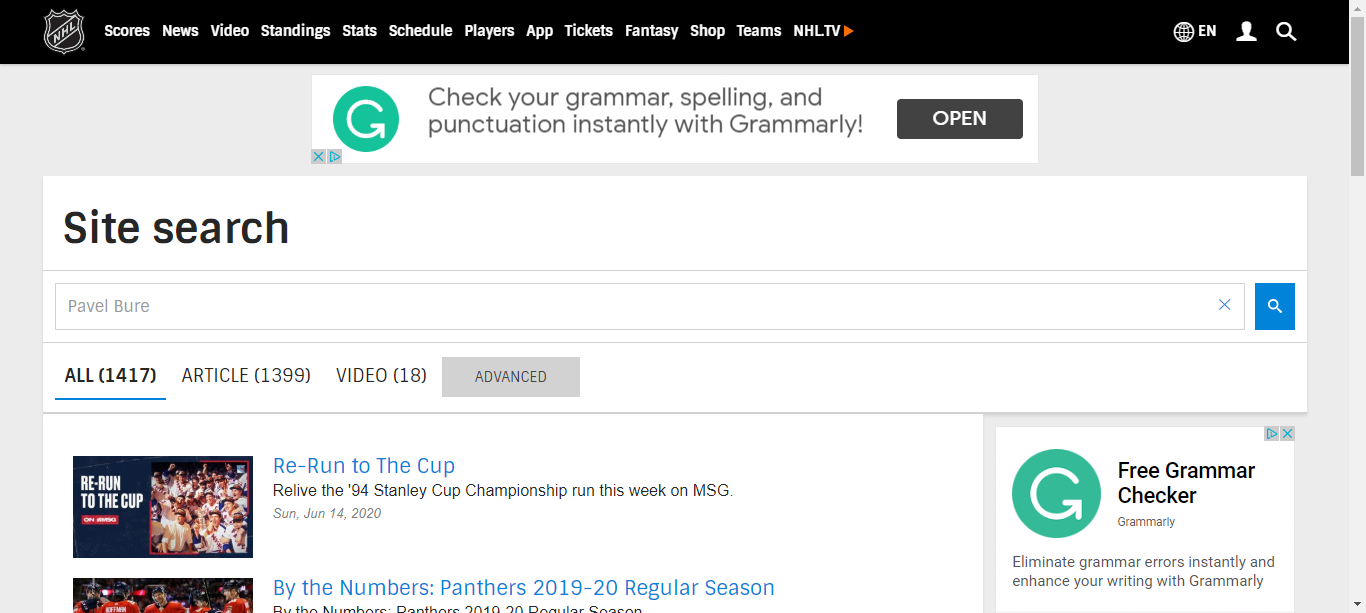 NHL
Scores News Video Standings Stats Schedule Players App Tickets Fantasy Shop Teams NHL.TV
EN
Check your grammar, spelling, and
punctuation instantly with Grammarly!
OPEN
Site search
Pavel Bure
ALL (1417) ARTICLE (1399) VIDEO (18) ADVANCED
RE-RUN
TO THE CUP
ON MSG
Re-Run to The Cup
Relive the '94 Stanley Cup Championship run this week on MSG.
Sun, Jun 14, 2020
By the Numbers: Panthers 2019-20 Regular Season
By the Numbers: Panthers 2019-20 Regular Season
HOFFMAN
Free Grammar
Checker
Grammarly
Eliminate grammar errors instantly and
enhance your writing with Grammarly